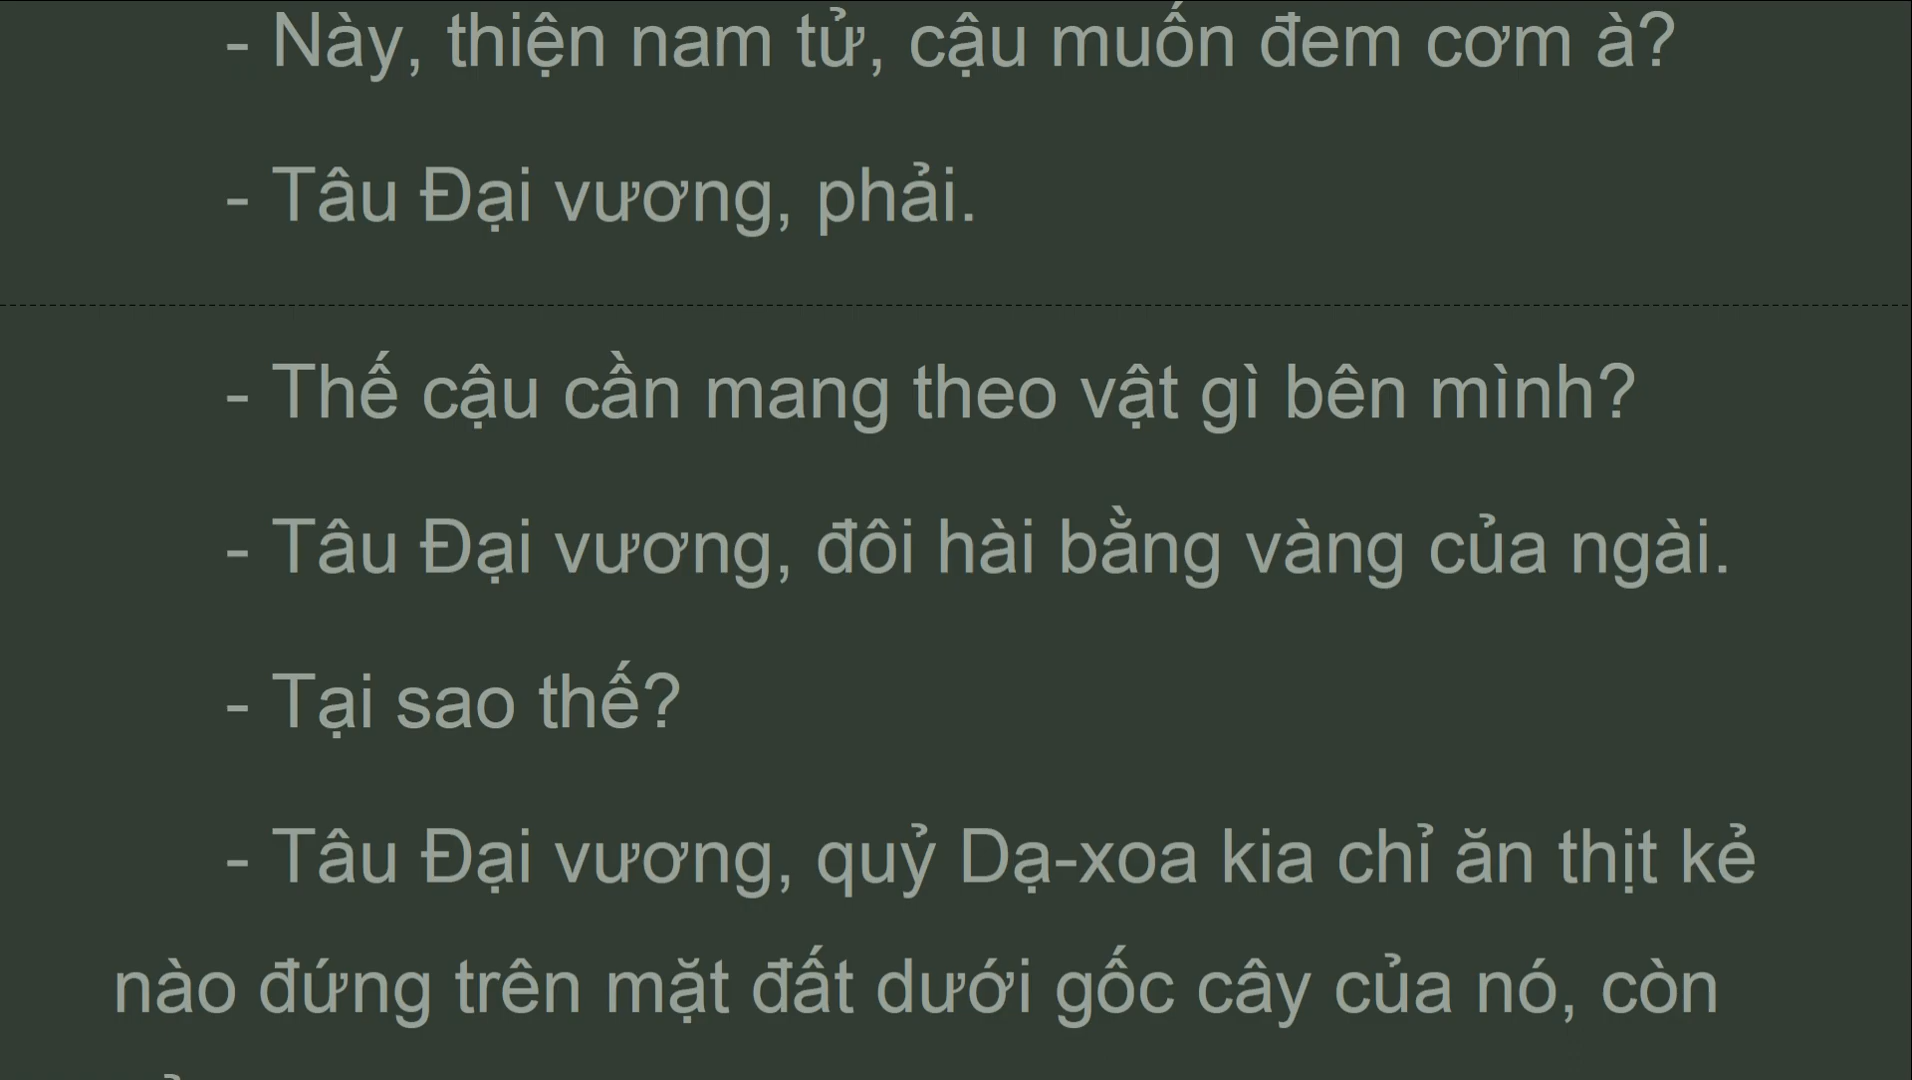 - Này, thiện nam tử, cậu muốn đem cơm à?
- Tâu Đại vương, phải.
- Thế cậu cần mang theo vật gì bên mình?
- Tâu Đại vương, đôi hài bằng vàng của ngài.
- Tại sao thế?
- Tâu Đại vương, quỷ Dạ-xoa kia chỉ ăn thịt kẻ
nào đứng trên mặt đất dưới gốc cây của nó, còn